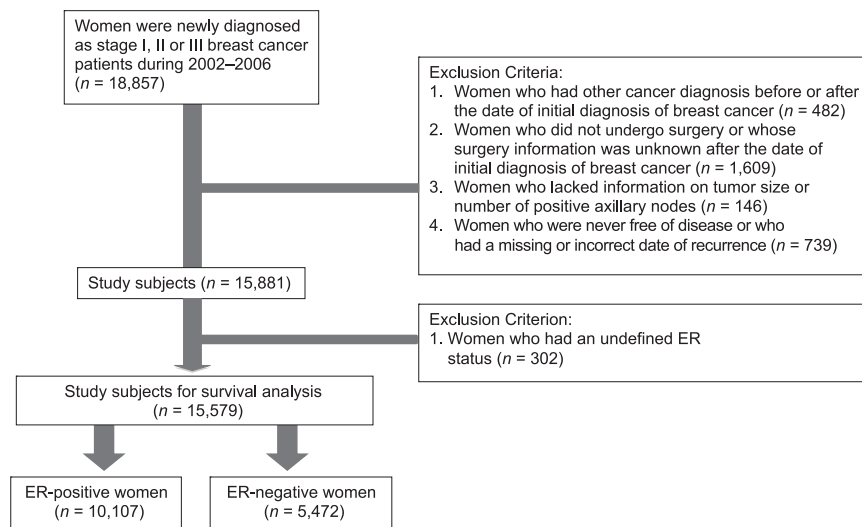 Women were newly diagnosed
as stage I, II or III breast cancer
patients during 2002–2006
(n = 18,857)
Exclusion Criteria:
1. Women who had other cancer diagnosis before or after
the date of initial diagnosis of breast cancer (n = 482)
2. Women who did not undergo surgery or whose
surgery information was unknown after the date of
initial diagnosis of breast cancer (n = 1,609)
3. Women who lacked information on tumor size or
number of positive axillary nodes (n = 146)
4. Women who were never free of disease or who
had a missing or incorrect date of recurrence (n = 739)
Study subjects (n = 15,881)
Exclusion Criterion:
1. Women who had an undefined ER
status (n = 302)
Study subjects for survival analysis
(n = 15,579)
ER-positive women
(n = 10,107)
ER-negative women
(n = 5,472)